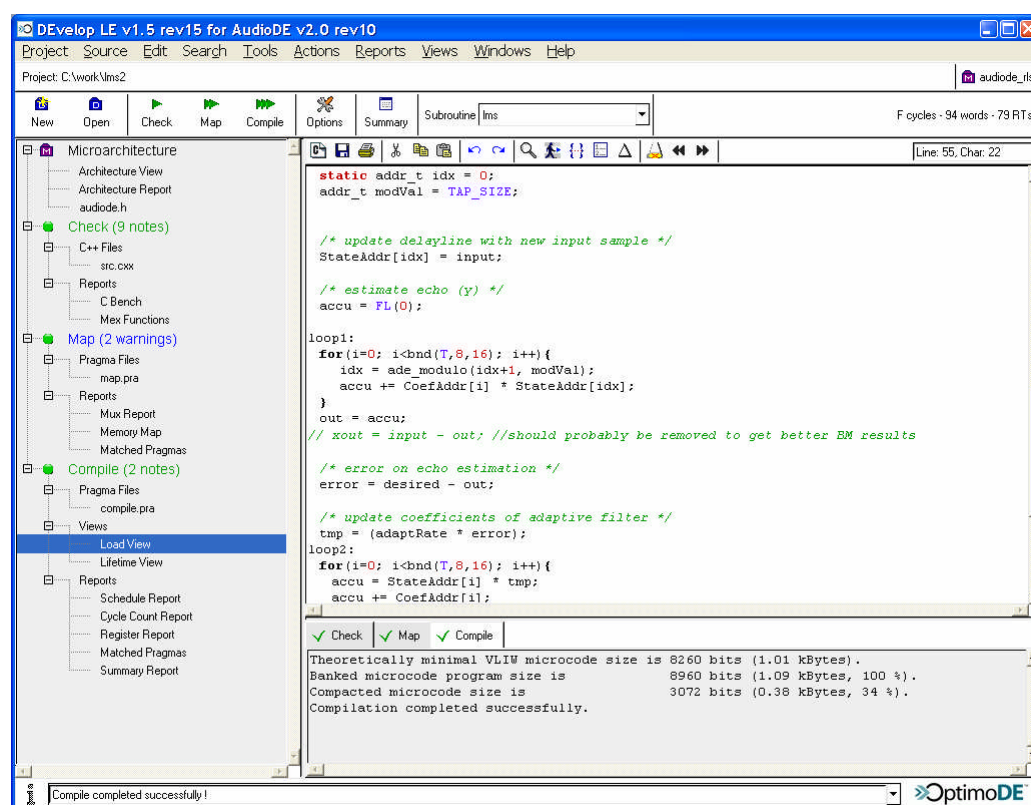 DEvelop LE v1.5 rev15 for AudioDE v2.0 rev10
Project Source Edit Search Tools Actions Reports Views Windows Help
Project: C:\work\lms2
audiode_rls
New Open Check Map Compile Options Summary Subroutine lms
F cycles - 94 words - 79 RTs
Line: 55, Char: 22
Microarchitecture
Architecture View
Architecture Report
audiode.h
Check (9 notes)
C++ Files
src.cxx
Reports
C Bench
Mex Functions
Map (2 warnings)
Pragma Files
map.pra
Reports
Mux Report
Memory Map
Matched Pragmas
Compile (2 notes)
Pragma Files
compile.pra
Views
Load View
Lifetime View
Reports
Schedule Report
Cycle Count Report
Register Report
Matched Pragmas
Summary Report
static addr_t idx = 0;
addr_t modVal = TAP_SIZE;
/* update delayline with new input sample */
StateAddr[idx] = input;
/* estimate echo (y) */
accu = FL(0);
loop1:
for(i=0; i<bnd(T,8,16); i++){
idx = ade_modulo(idx+1, modVal);
accu += CoefAddr[i] * StateAddr[idx];
}
out = accu;
// xout = input - out; //should probably be removed to get better BM results
/* error on echo estimation */
error = desired - out;
/* update coefficients of adaptive filter */
tmp = (adaptRate * error);
loop2:
for(i=0; i<bnd(T,8,16); i++){
accu = StateAddr[i] * tmp;
accu += CoefAddr[i];
Check Map Compile
Theoretically minimal VLIW microcode size is 8260 bits (1.01 kBytes).
Banked microcode program size is 8960 bits (1.09 kBytes, 100 %).
Compacted microcode size is 3072 bits (0.38 kBytes, 34 %).
Compilation completed successfully.
Compile completed successfully !
OptimoDE